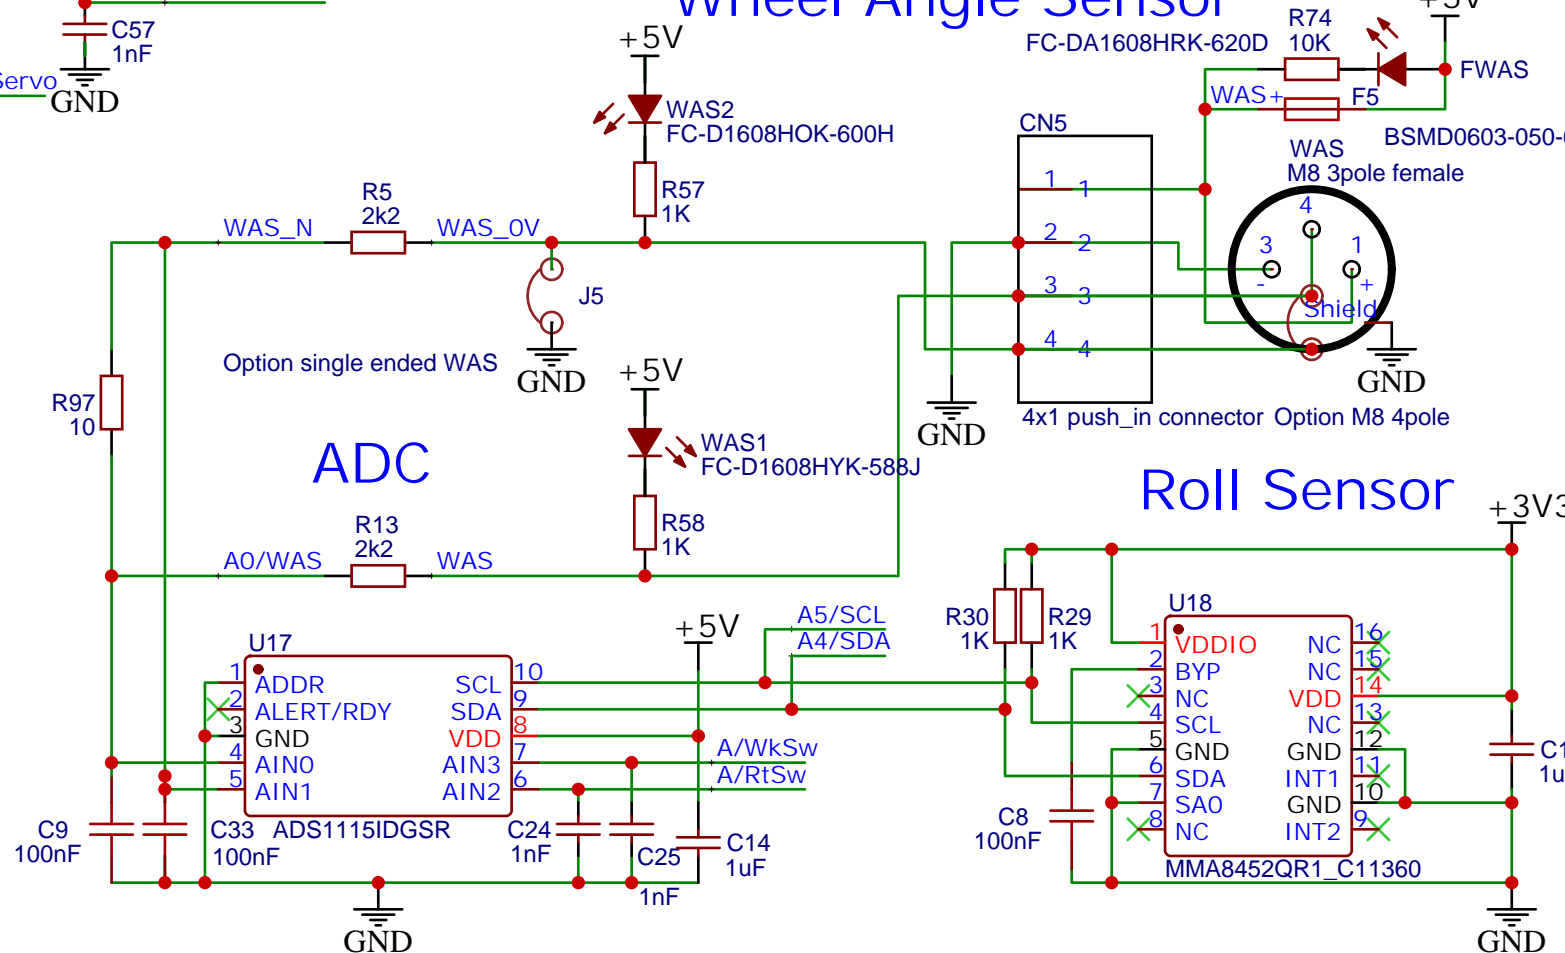 Wheel Angle Sensor
+5V
C57
1nF
Servo
GND
+5V
WAS2
FC-D1608HOK-600H
R57
1K
R74
10K
FC-DA1608HRK-620D
FWAS
WAS+
F5
BSMD0603-050-
CN5
WAS
M8 3pole female
R5
2k2
WAS_N
WAS_0V
J5
Option single ended WAS
GND
1 1
2 2
3 3
4 4
4
3
1
-
+
Shield
GND
GND
4x1 push_in connector
Option M8 4pole
R97
10
ADC
+5V
WAS1
FC-D1608HYK-588J
R58
1K
R13
2k2
A0/WAS
WAS
Roll Sensor
+3V3
U17
+5V
A5/SCL
A4/SDA
1 ADDR
2 ALERT/RDY
3 GND
4 AIN0
5 AIN1
10 SCL
9 SDA
8 VDD
7 AIN3
6 AIN2
A/WkSw
A/RtSw
C9
100nF
C33
100nF
ADS1115IDGSR
C24
1nF
C25
1nF
C14
1uF
GND
R30
1K
R29
1K
U18
1 VDDIO
2 BYP
3 NC
4 SCL
5 GND
6 SDA
7 SA0
8 NC
16 NC
15 NC
14 VDD
13 NC
12 GND
11 INT1
10 GND
9 INT2
C8
100nF
MMA8452QR1_C11360
C1
1u
GND